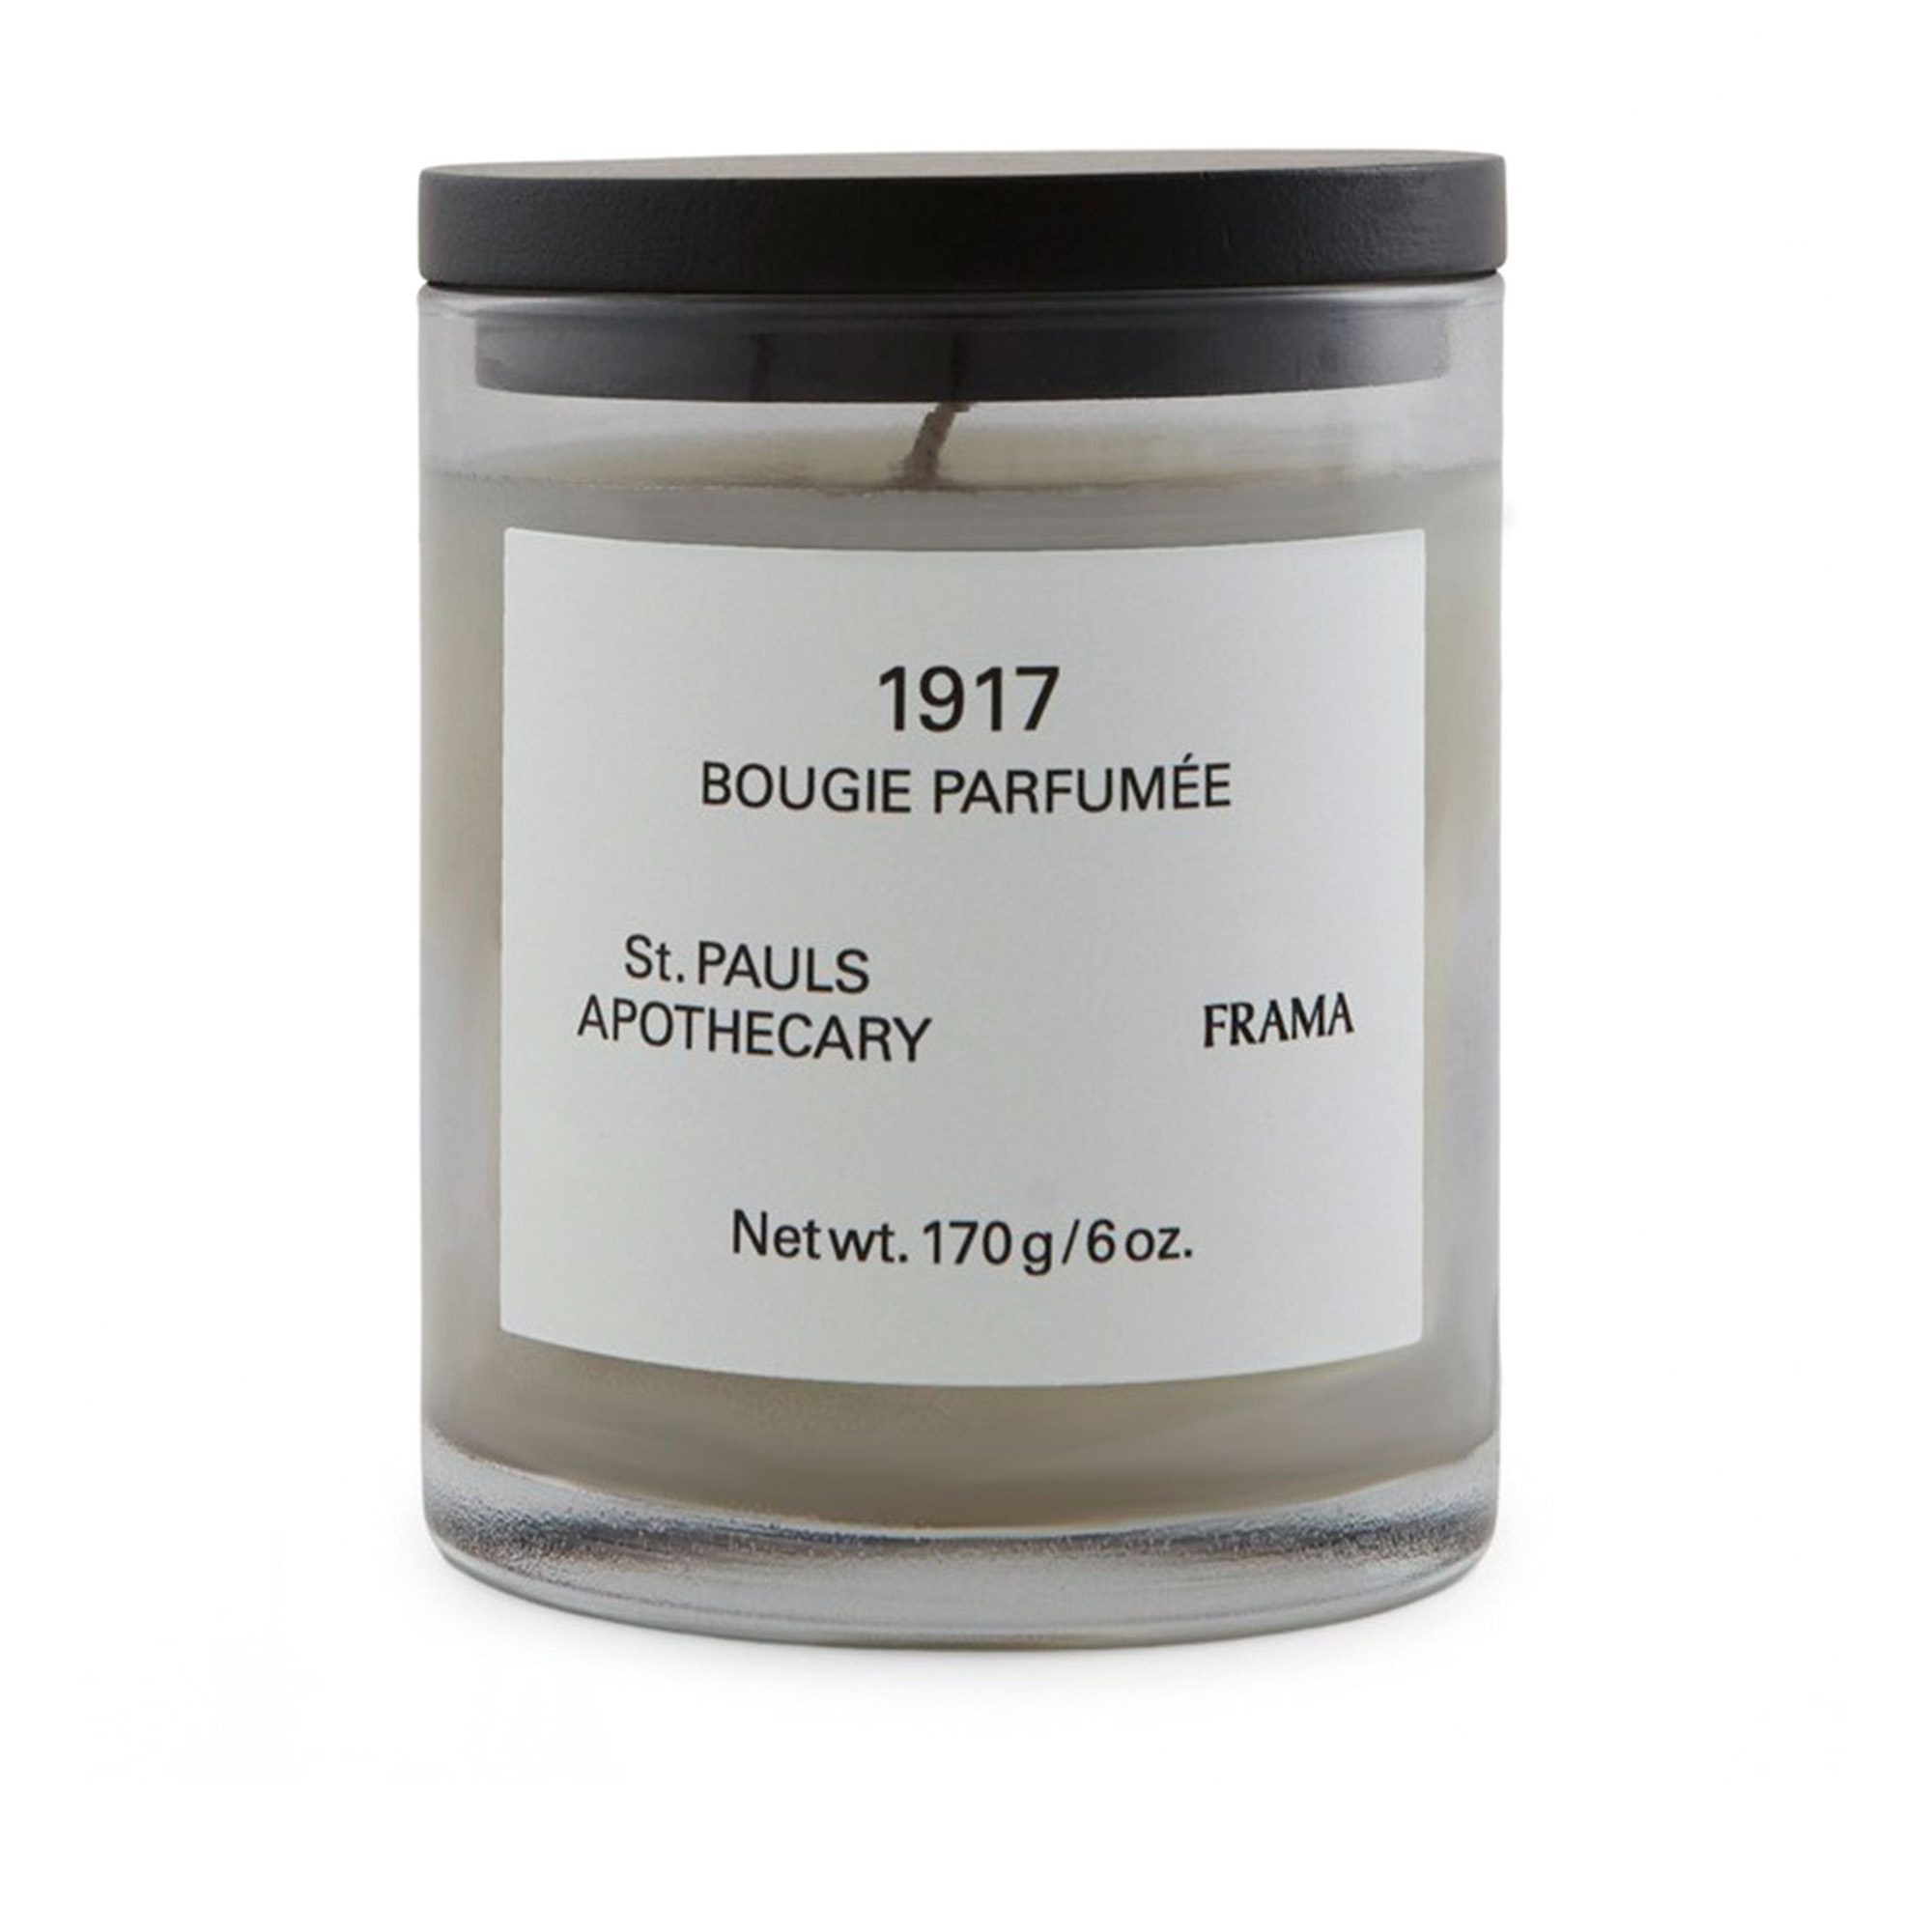 1917
BOUGIE PARFUMÉE
St. PAULS
APOTHECARY
FRAMA
Net wt. 170 g/6 oz.